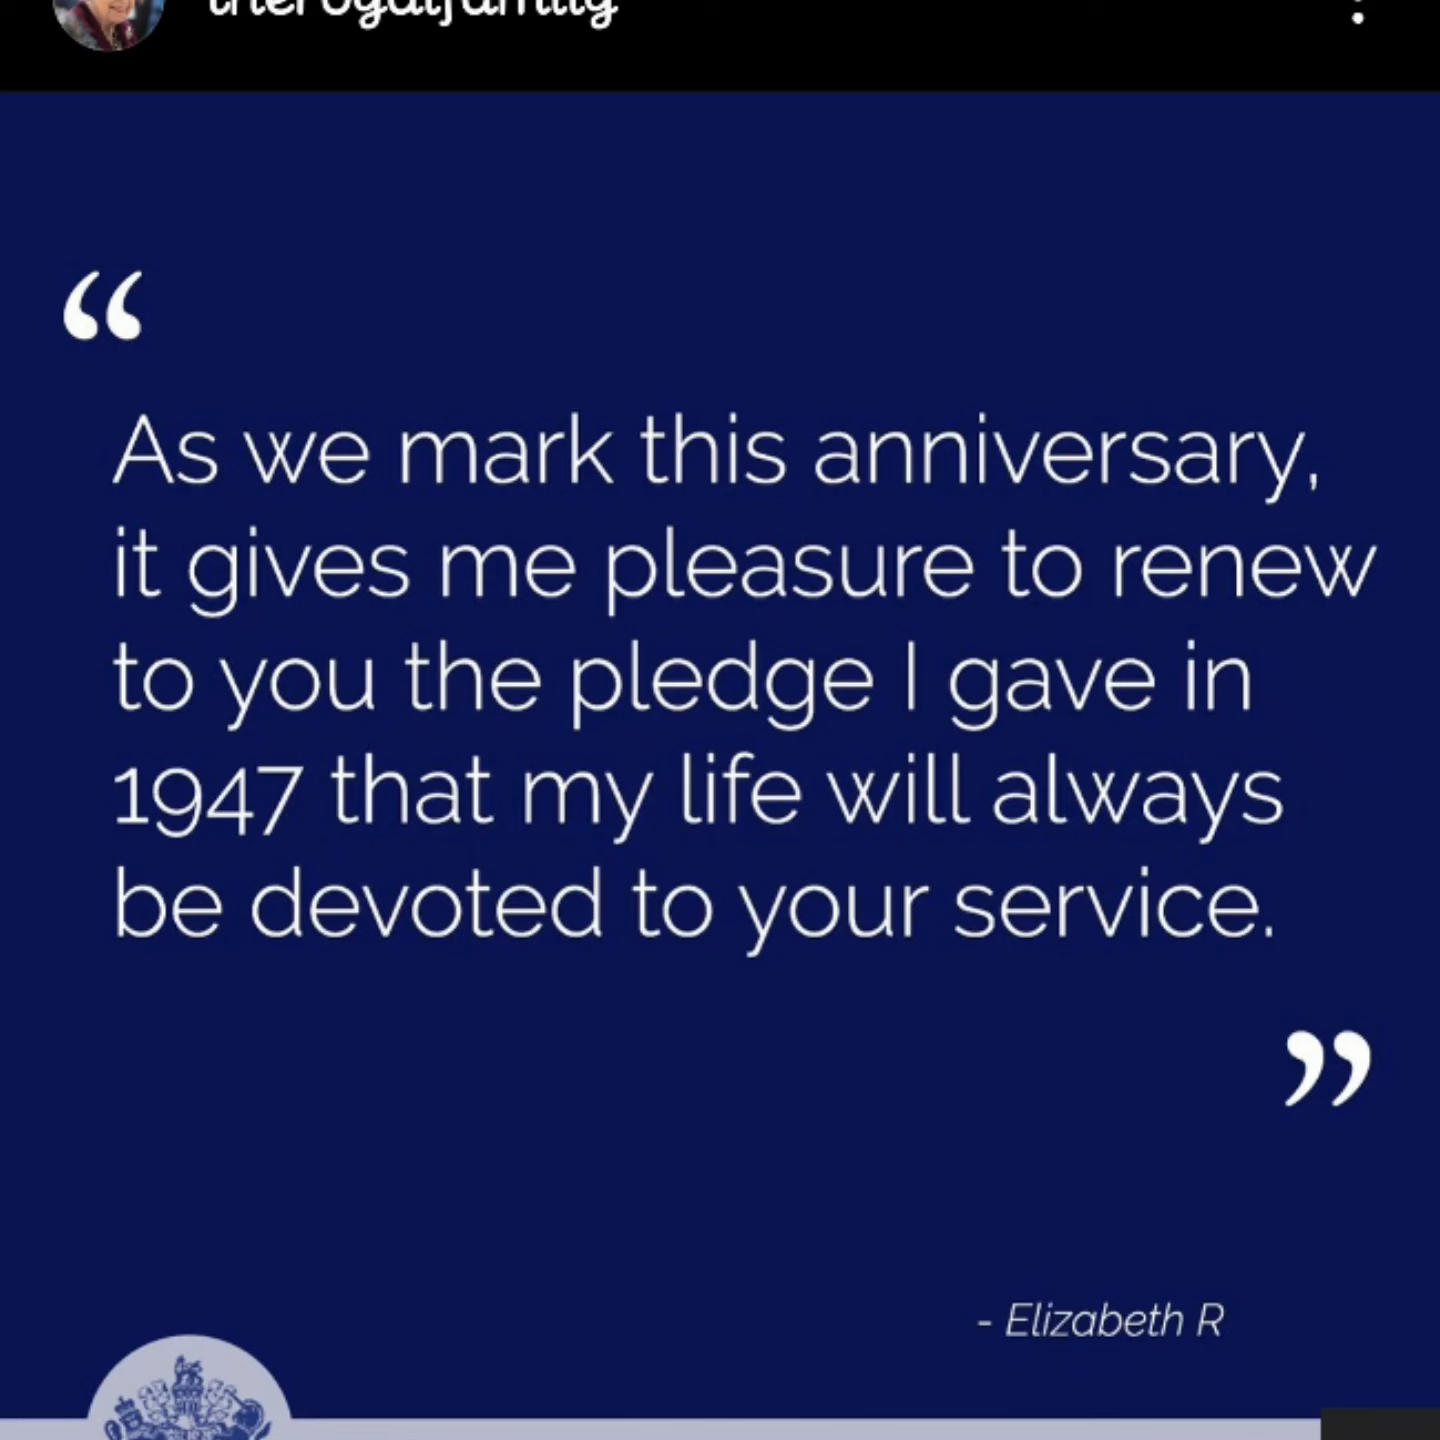 theroyalfamily
“
As we mark this anniversary,
it gives me pleasure to renew
to you the pledge I gave in
1947 that my life will always
be devoted to your service.
”
- Elizabeth R